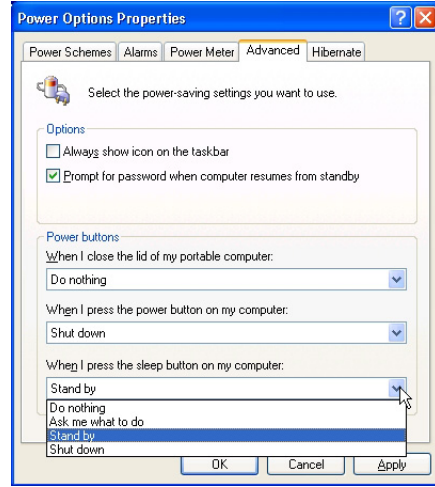 Power Options Properties
Power Schemes Alarms Power Meter Advanced Hibernate
Select the power-saving settings you want to use.
Options
Always show icon on the taskbar
Prompt for password when computer resumes from standby
Power buttons
When I close the lid of my portable computer:
Do nothing
When I press the power button on my computer:
Shut down
When I press the sleep button on my computer:
Stand by
Do nothing
Ask me what to do
Stand by
Shut down
OK Cancel Apply